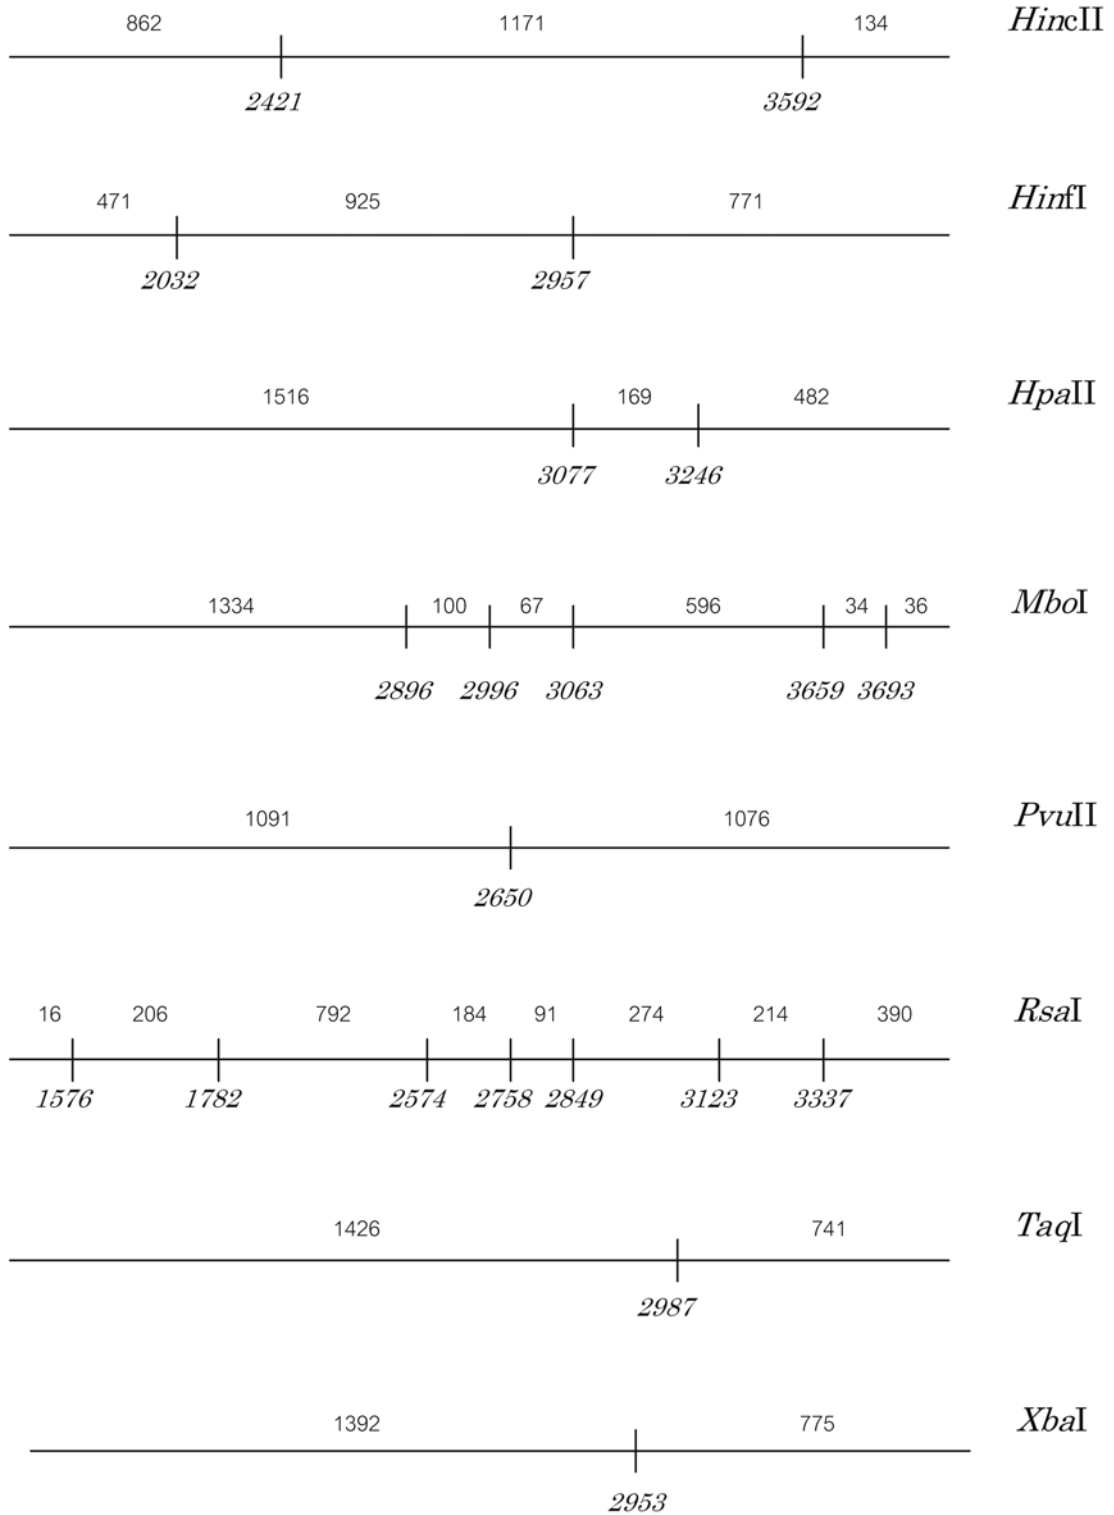 862 1171 134 HincII
2421 3592
471 925 771 HinfI
2032 2957
1516 169 482 HpaII
3077 3246
1334 100 67 596 34 36 MboI
2896 2996 3063 3659 3693
1091 1076 PvuII
2650
16 206 792 184 91 274 214 390 RsaI
1576 1782 2574 2758 2849 3123 3337
1426 741 TaqI
2987
1392 775 XbaI
2953